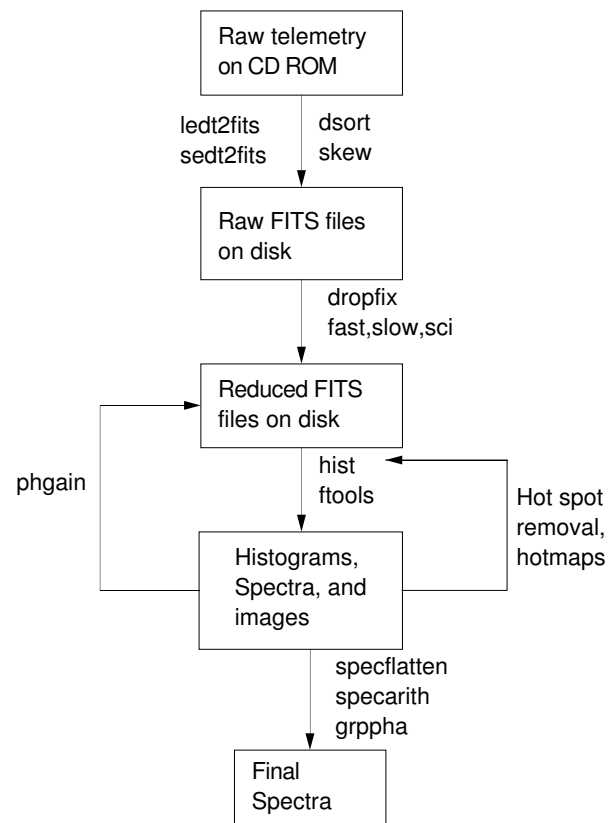 Raw telemetry
on CD ROM
ledt2fits
sedt2fits
dsort
skew
Raw FITS files
on disk
dropfix
fast,slow,sci
Reduced FITS
files on disk
phgain
hist
ftools
Hot spot
removal,
hotmaps
Histograms,
Spectra, and
images
specflatten
specarith
grppha
Final
Spectra